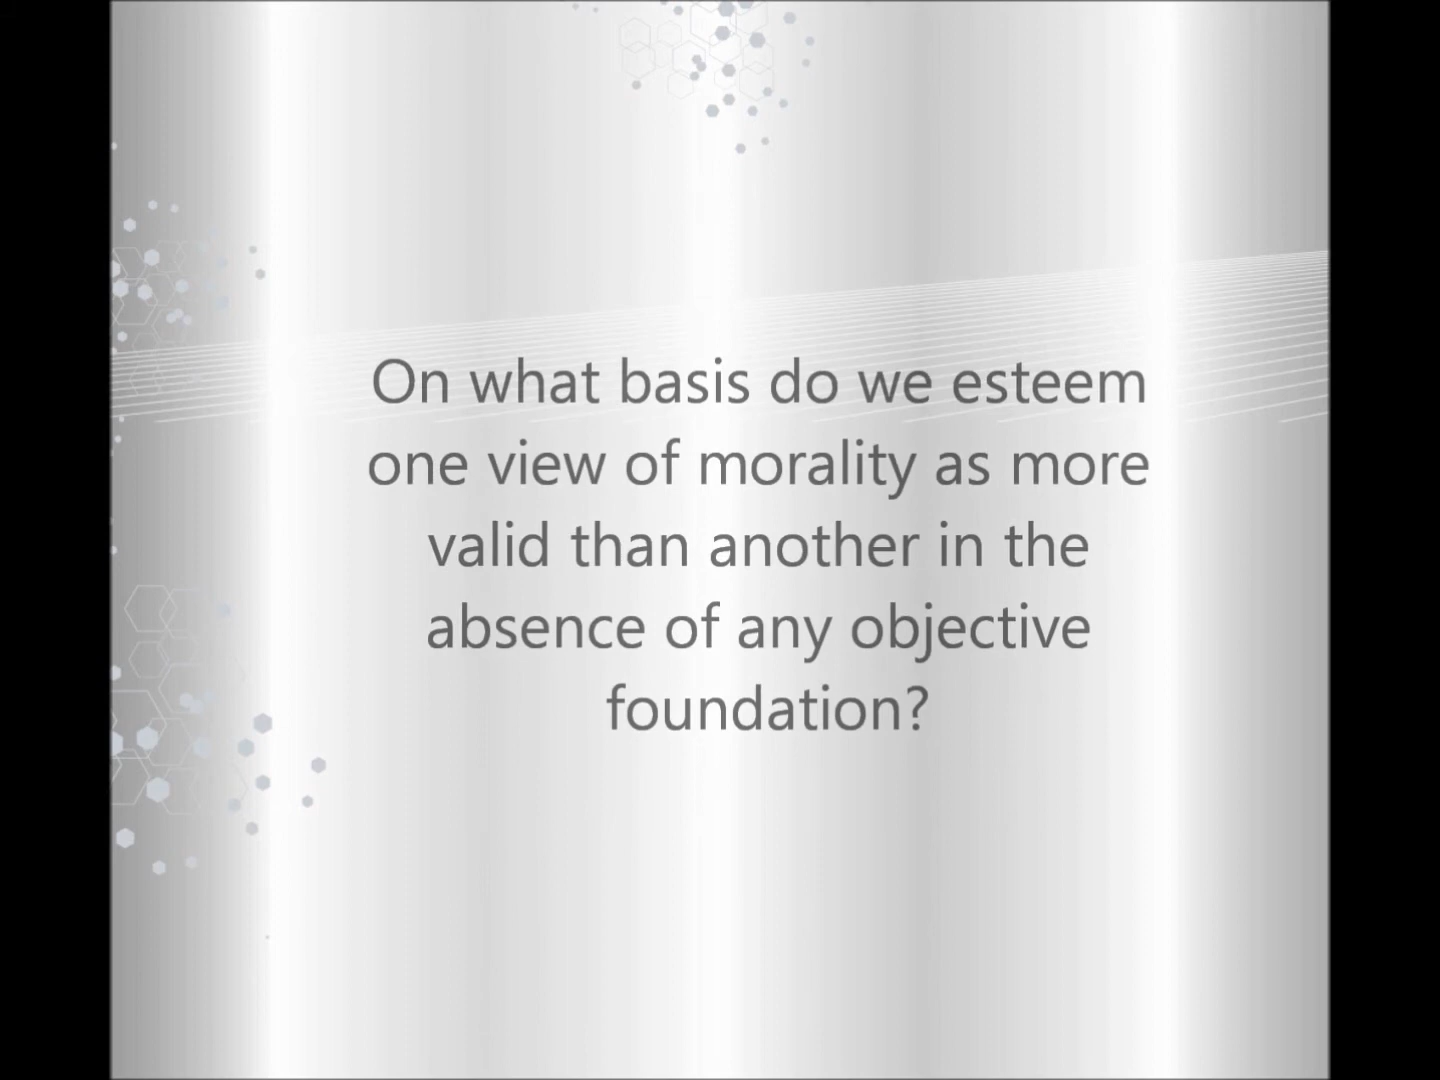 On what basis do we esteem
one view of morality as more
valid than another in the
absence of any objective
foundation?